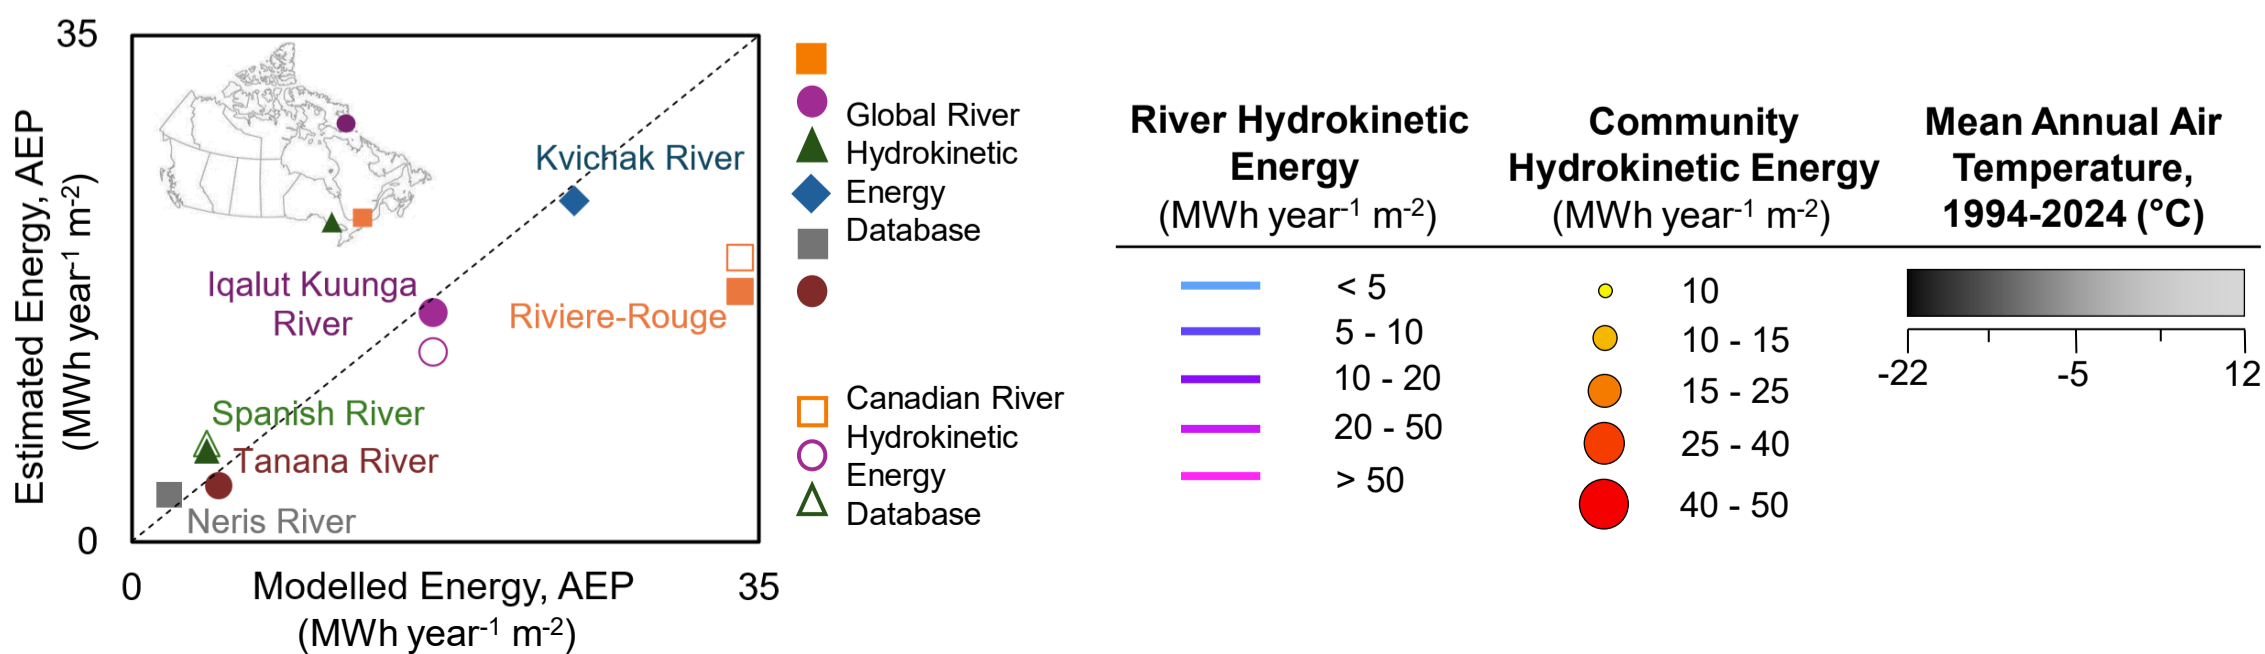 35
Estimated Energy, AEP
(MWh year-1 m-2)
0
0
35
Modelled Energy, AEP
(MWh year-1 m-2)
Kvichak River
Iqalut Kuunga
River
Riviere-Rouge
Spanish River
Tanana River
Neris River
Global River
Hydrokinetic
Energy
Database
Canadian River
Hydrokinetic
Energy
Database
River Hydrokinetic
Energy
(MWh year-1 m-2)
< 5
5 - 10
10 - 20
20 - 50
> 50
Community
Hydrokinetic Energy
(MWh year-1 m-2)
10
10 - 15
15 - 25
25 - 40
40 - 50
Mean Annual Air
Temperature,
1994-2024 (°C)
-22
-5
12